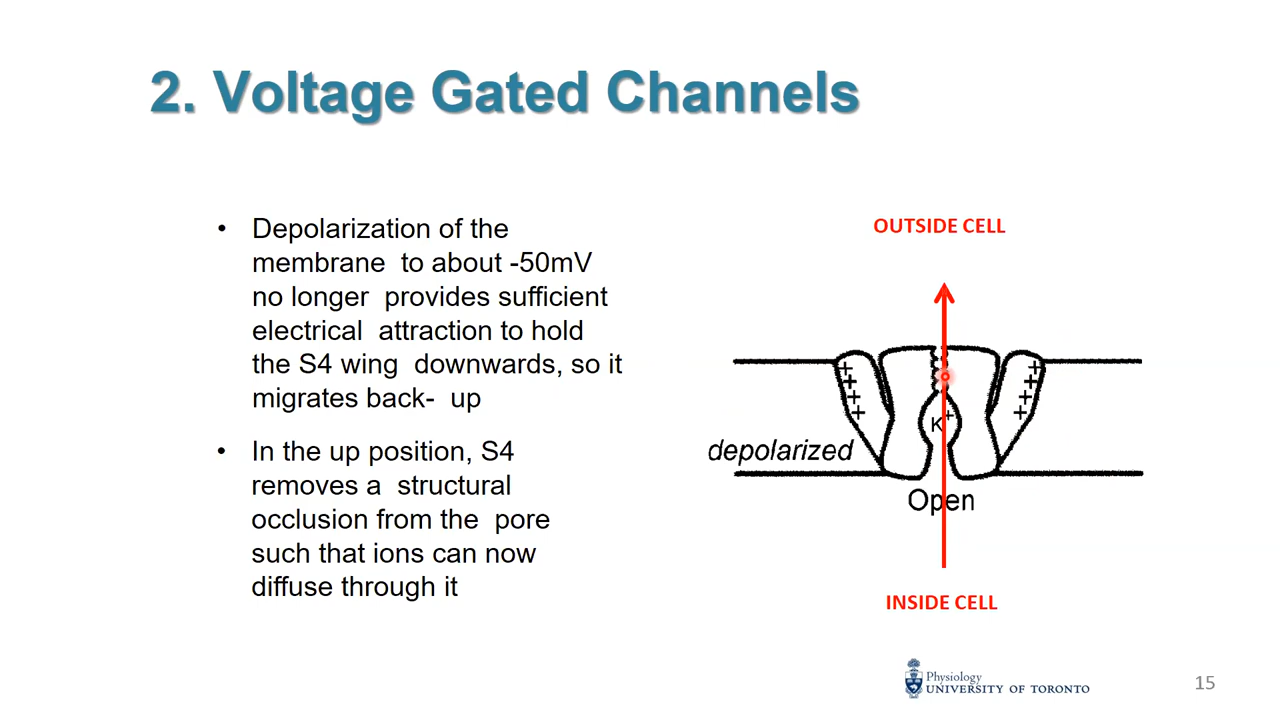 2. Voltage Gated Channels
• Depolarization of the
membrane to about -50mV
no longer provides sufficient
electrical attraction to hold
the S4 wing downwards, so it
migrates back- up
• In the up position, S4
removes a structural
occlusion from the pore
such that ions can now
diffuse through it
OUTSIDE CELL
+ +
+ +
+ +
+ +
K+
depolarized
Open
INSIDE CELL
Physiology
UNIVERSITY OF TORONTO
15